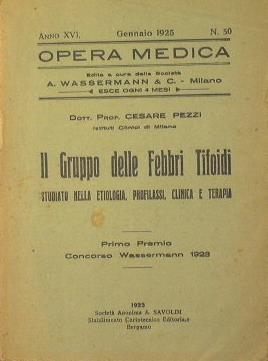 ANNO XVI. Gennaio 1925 N. 50
OPERA MEDICA
Edita a cura della Società
A. WASSERMANN & C. - Milano
ESCE OGNI 4 MESI
DOTT. PROF. CESARE PEZZI
Istituti Clinici di Milano
Il Gruppo delle Febbri Tifoidi
STUDIATO NELLA ETIOLOGIA, PROFILASSI, CLINICA E TERAPIA
Primo Premio
Concorso Wassermann 1923
1925
Società Anonima A. SAVOLDI
Stabilimento Cartotecnico Editoriale
Bergamo